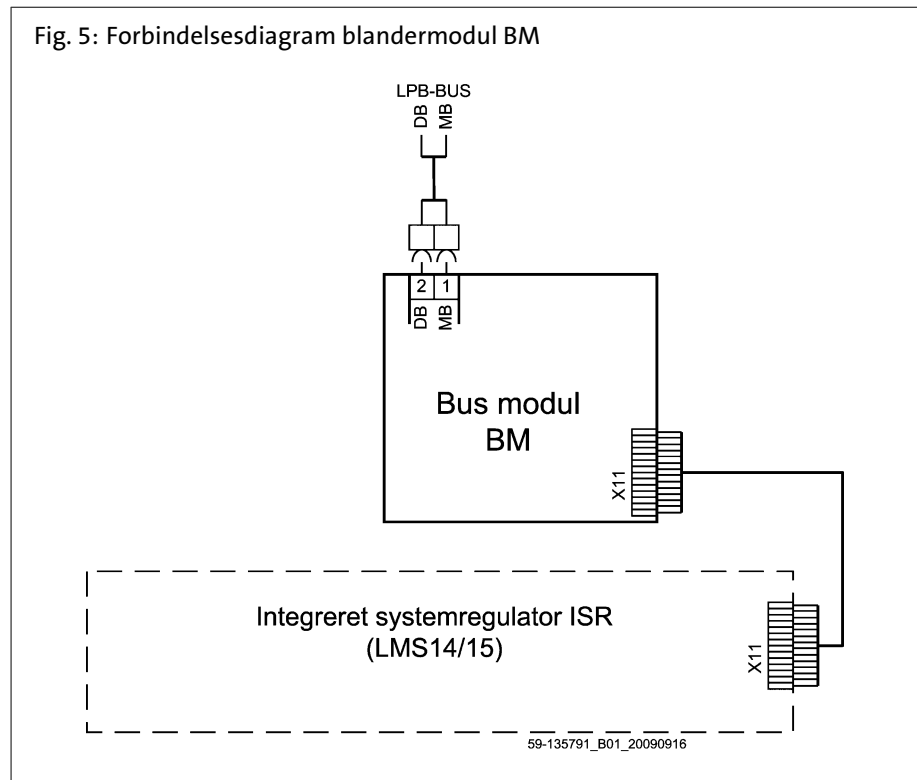 Fig. 5: Forbindelsesdiagram blandermodul BM
LPB-BUS
DB
MB
2
1
DB
MB
Bus modul
BM
X11
Integreret systemregulator ISR
(LMS14/15)
X11
59-135791_B01_20090916